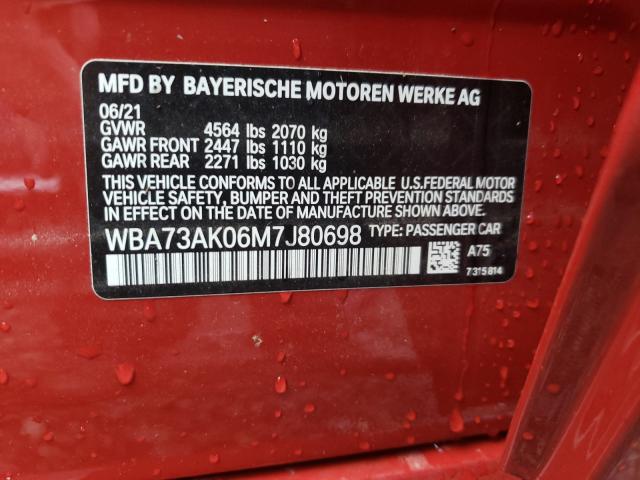 MFD BY BAYERISCHE MOTOREN WERKE AG
06/21
GVWR 4564 lbs 2070 kg
GAWR FRONT 2447 lbs 1110 kg
GAWR REAR 2271 lbs 1030 kg
THIS VEHICLE CONFORMS TO ALL APPLICABLE U.S.FEDERAL MOTOR
VEHICLE SAFETY, BUMPER AND THEFT PREVENTION STANDARDS
IN EFFECT ON THE DATE OF MANUFACTURE SHOWN ABOVE.
WBA73AK06M7J80698 TYPE: PASSENGER CAR
A75
7315814